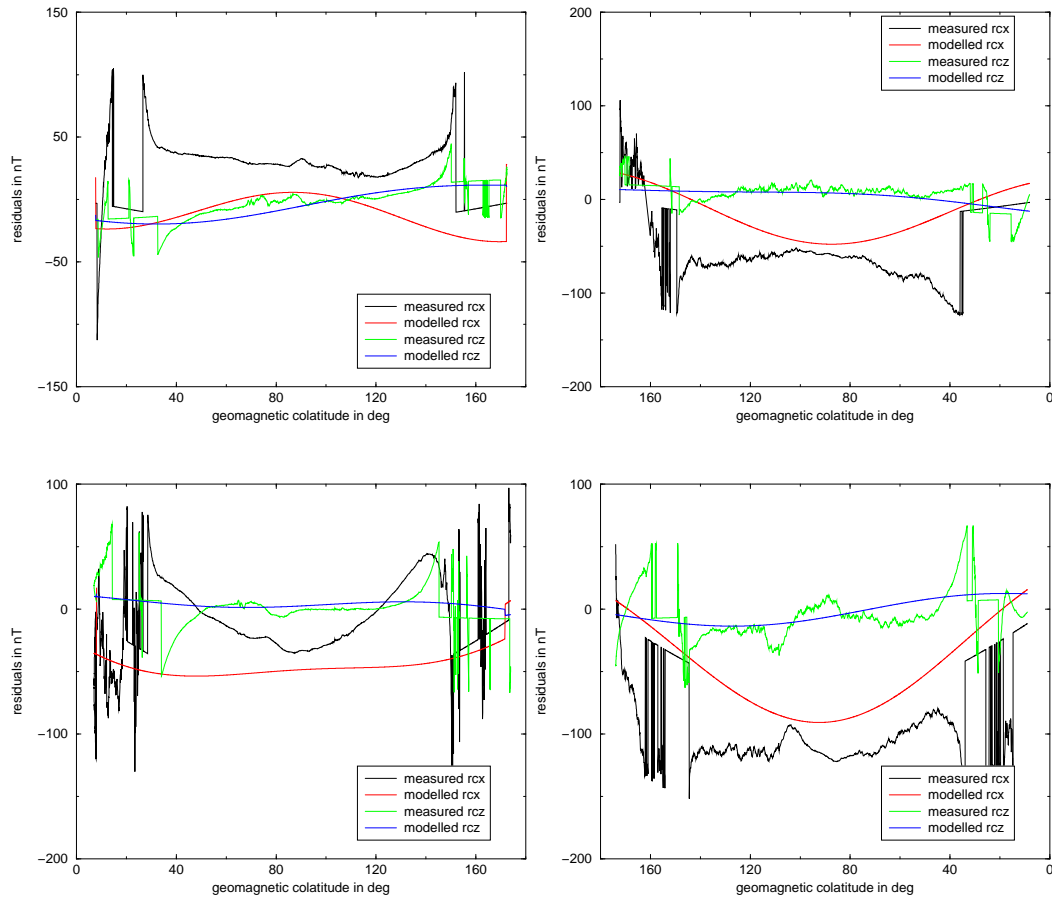 150
50
−50
−150
residuals in nT
0
40
80
120
160
geomagnetic colatitude in deg
measured rcx
modelled rcx
measured rcz
modelled rcz
200
100
0
−100
−200
residuals in nT
160
120
80
40
0
geomagnetic colatitude in deg
measured rcx
modelled rcx
measured rcz
modelled rcz
100
0
−100
−200
residuals in nT
0
40
80
120
160
geomagnetic colatitude in deg
measured rcx
modelled rcx
measured rcz
modelled rcz
100
0
−100
−200
residuals in nT
160
120
80
40
0
geomagnetic colatitude in deg
measured rcx
modelled rcx
measured rcz
modelled rcz